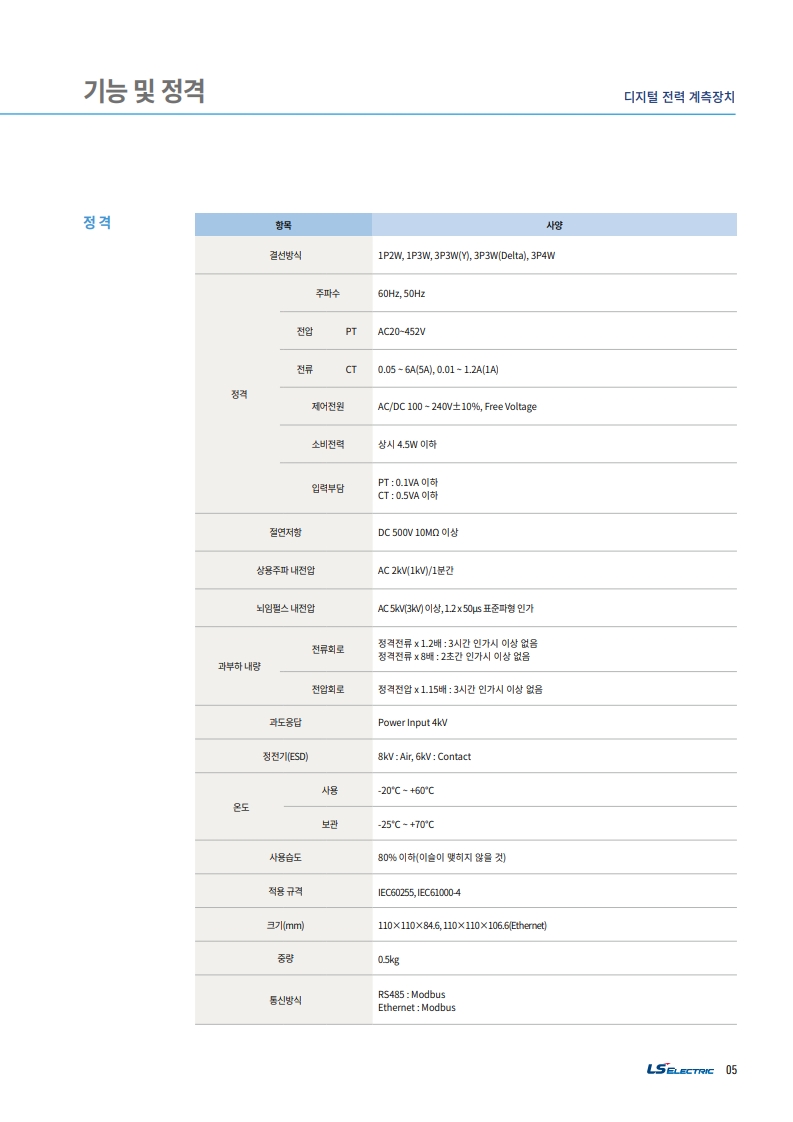 기능 및 정격
디지털 전력 계측장치
정격
항목 사양
결선방식 1P2W, 1P3W, 3P3W(Y), 3P3W(Delta), 3P4W
정격
주파수 60Hz, 50Hz
전압 PT AC20~452V
전류 CT 0.05 ~ 6A(5A), 0.01 ~ 1.2A(1A)
제어전원 AC/DC 100 ~ 240V±10%, Free Voltage
소비전력 상시 4.5W 이하
입력부담 PT : 0.1VA 이하
CT : 0.5VA 이하
절연저항 DC 500V 10MΩ 이상
상용주파 내전압 AC 2kV(1kV)/1분간
뇌임펄스 내전압 AC 5kV(3kV) 이상, 1.2 x 50μs 표준파형 인가
과부하 내량
전류회로 정격전류 x 1.2배 : 3시간 인가시 이상 없음
정격전류 x 8배 : 2초간 인가시 이상 없음
전압회로 정격전압 x 1.15배 : 3시간 인가시 이상 없음
과도응답 Power Input 4kV
정전기(ESD) 8kV : Air, 6kV : Contact
온도
사용 -20℃ ~ +60℃
보관 -25℃ ~ +70℃
사용습도 80% 이하(이슬이 맺히지 않을 것)
적용 규격 IEC60255, IEC61000-4
크기(mm) 110×110×84.6, 110×110×106.6(Ethernet)
중량 0.5kg
통신방식 RS485 : Modbus
Ethernet : Modbus
LS ELECTRIC 05